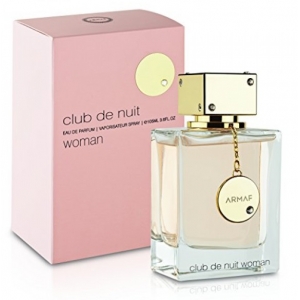 club de nuit
EAU DE PARFUM | VAPORISATEUR SPRAY | ℮105ML 3.6FL.OZ
woman
ARMAF
club de nuit woman